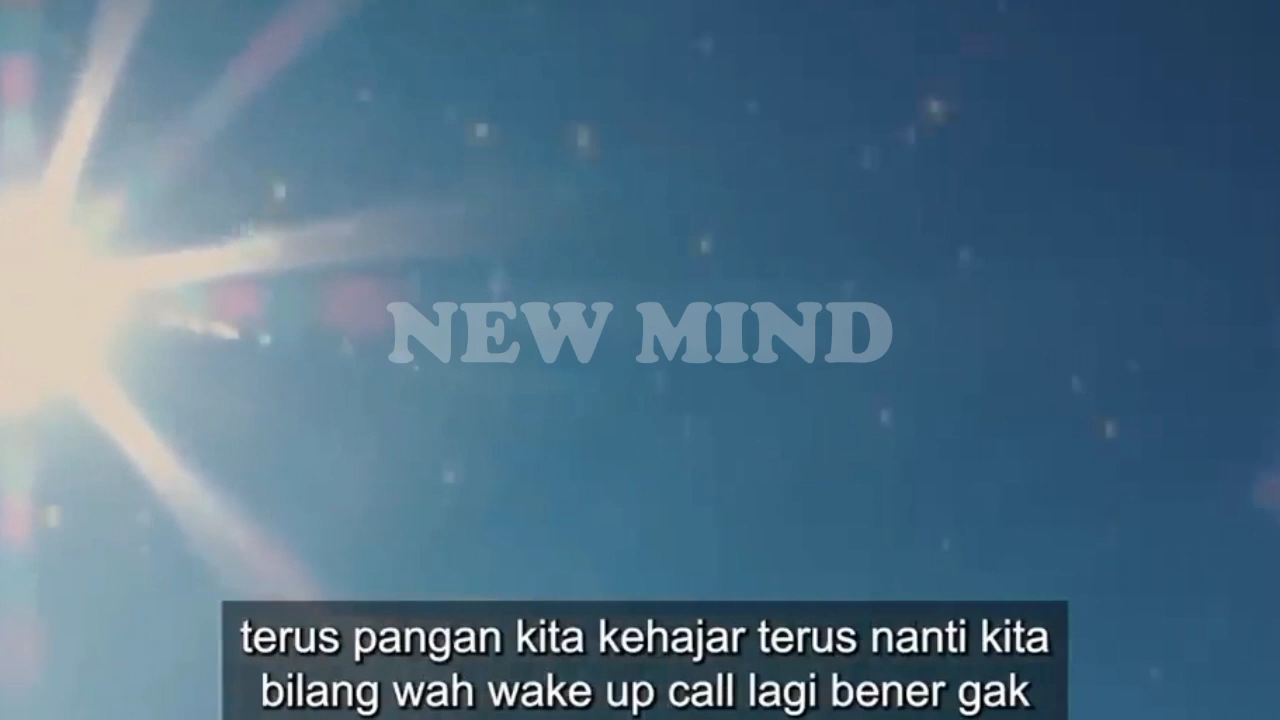 NEW MIND
terus pangan kita kehajar terus nanti kita
bilang wah wake up call lagi bener gak